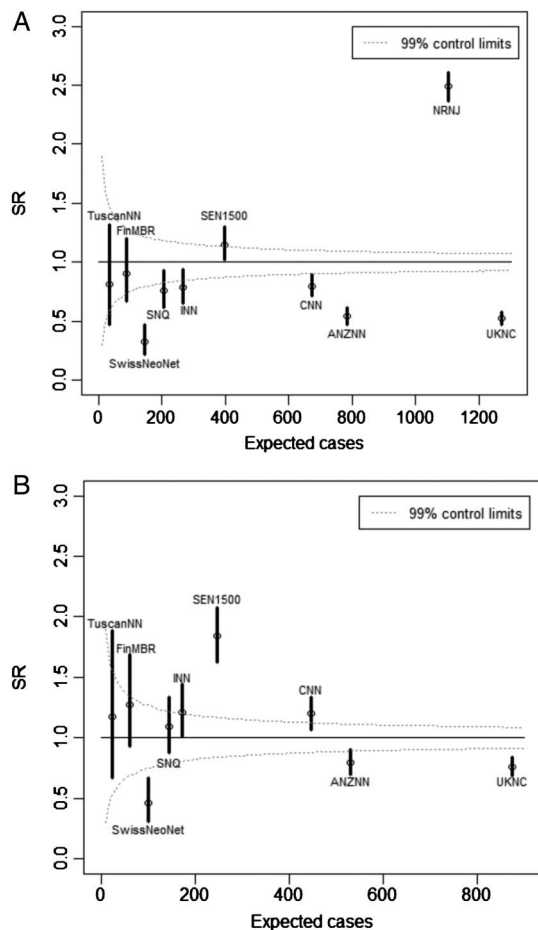 A
3.0
2.5
2.0
1.5
1.0
0.5
0.0
SR
99% control limits
NRNJ
TuscanNN
FinMBR
SEN1500
SNQ
INN
CNN
SwissNeoNet
ANZNN
UKNC
0 200 400 600 800 1000 1200
Expected cases
B
3.0
2.5
2.0
1.5
1.0
0.5
0.0
SR
99% control limits
SEN1500
TuscanNN
FinMBR
INN
CNN
SNQ
ANZNN
UKNC
SwissNeoNet
0 200 400 600 800
Expected cases